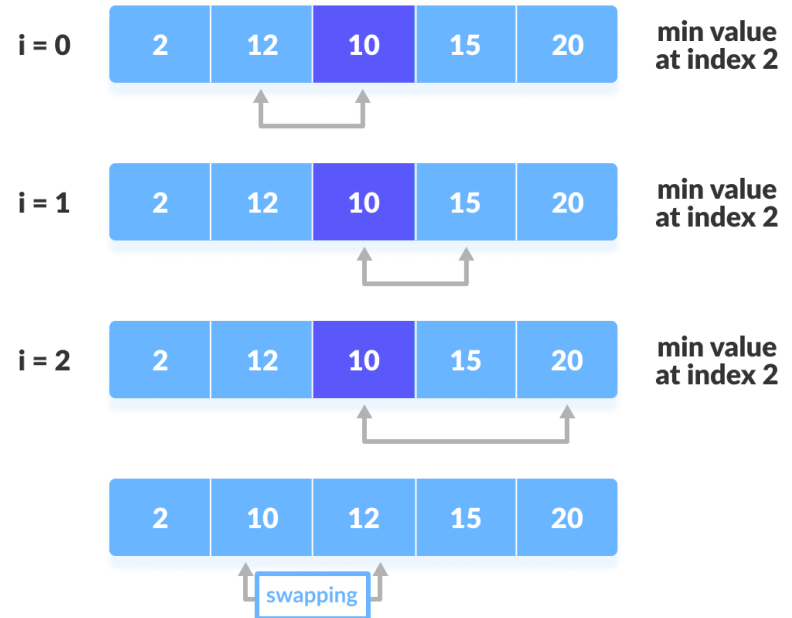 i = 0 2 12 10 15 20 min value
at index 2
i = 1 2 12 10 15 20 min value
at index 2
i = 2 2 12 10 15 20 min value
at index 2
2 10 12 15 20
swapping